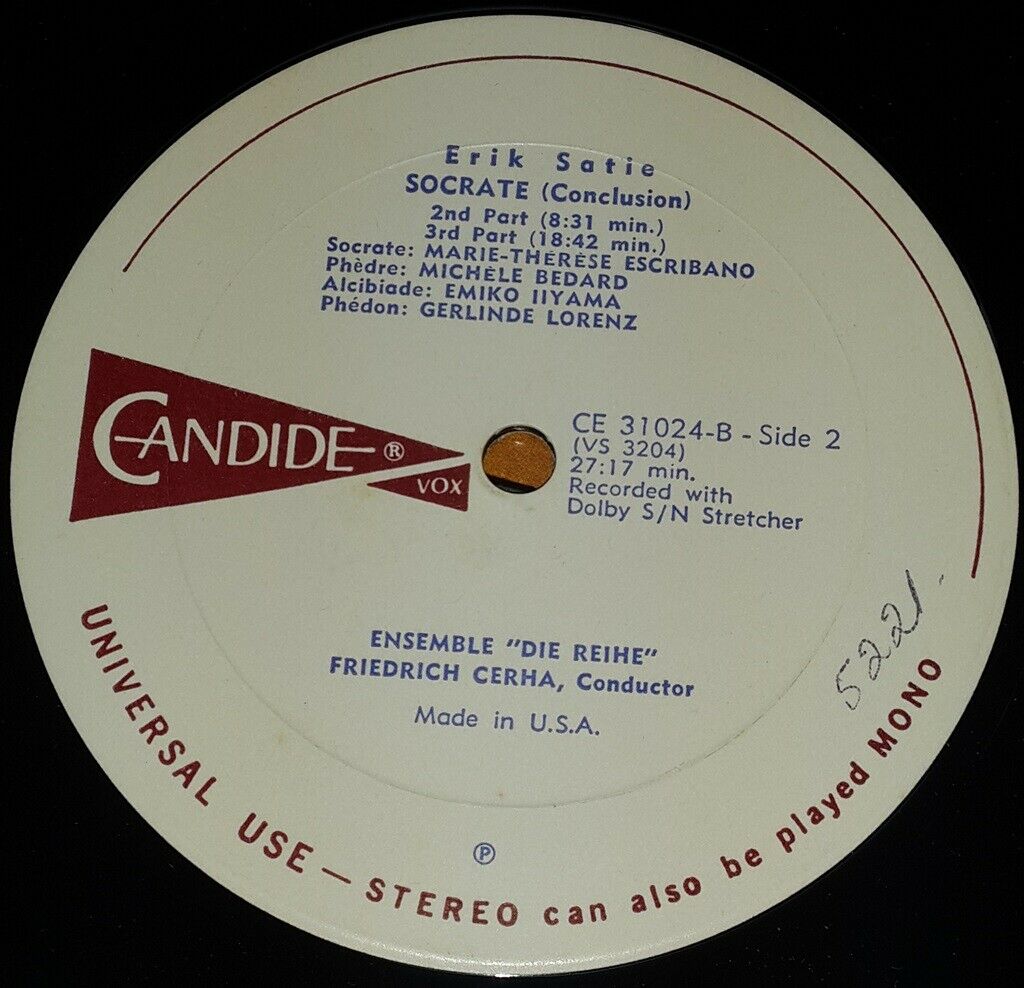 Erik Satie
SOCRATE (Conclusion)
2nd Part (8:31 min.)
3rd Part (18:42 min.)
Socrate: MARIE-THÉRÈSE ESCRIBANO
Phèdre: MICHÈLE BEDARD
Alcibiade: EMIKO IIYAMA
Phédon: GERLINDE LORENZ
CANDIDE ®
VOX
CE 31024-B - Side 2
(VS 3204)
27:17 min.
Recorded with
Dolby S/N Stretcher
ENSEMBLE "DIE REIHE"
FRIEDRICH CERHA, Conductor
Made in U.S.A.
5221.
℗
UNIVERSAL USE — STEREO can also be played MONO